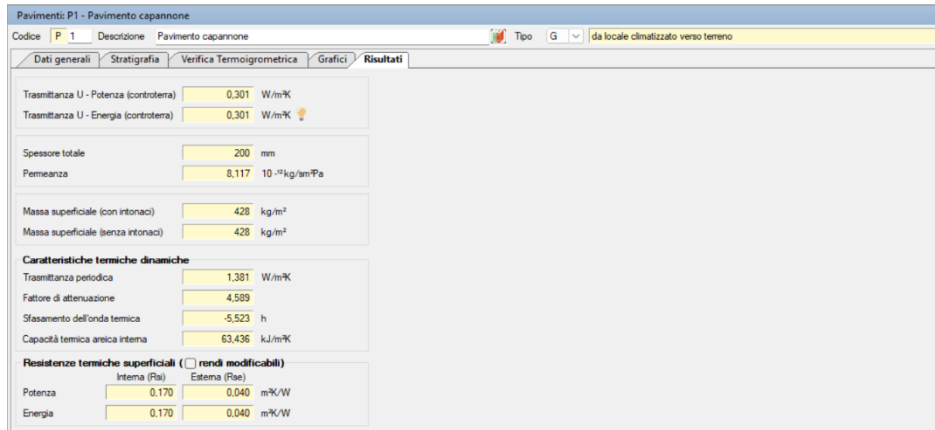 Pavimenti: P1 - Pavimento capannone
Codice P 1 Descrizione Pavimento capannone Tipo G da locale climatizzato verso terreno
Dati generali Stratigrafia Verifica Termoigrometrica Grafici Risultati
Trasmittanza U - Potenza (controterra) 0,301 W/m²K
Trasmittanza U - Energia (controterra) 0,301 W/m²K
Spessore totale 200 mm
Permeanza 8,117 10 -¹²kg/sm²Pa
Massa superficiale (con intonaci) 428 kg/m²
Massa superficiale (senza intonaci) 428 kg/m²
Caratteristiche termiche dinamiche
Trasmittanza periodica 1,381 W/m²K
Fattore di attenuazione 4,589
Sfasamento dell'onda termica -5,523 h
Capacità termica areica interna 63,436 kJ/m²K
Resistenze termiche superficiali ( rendi modificabili)
Interna (Rsi) Esterna (Rse)
Potenza 0,170 0,040 m²K/W
Energia 0,170 0,040 m²K/W